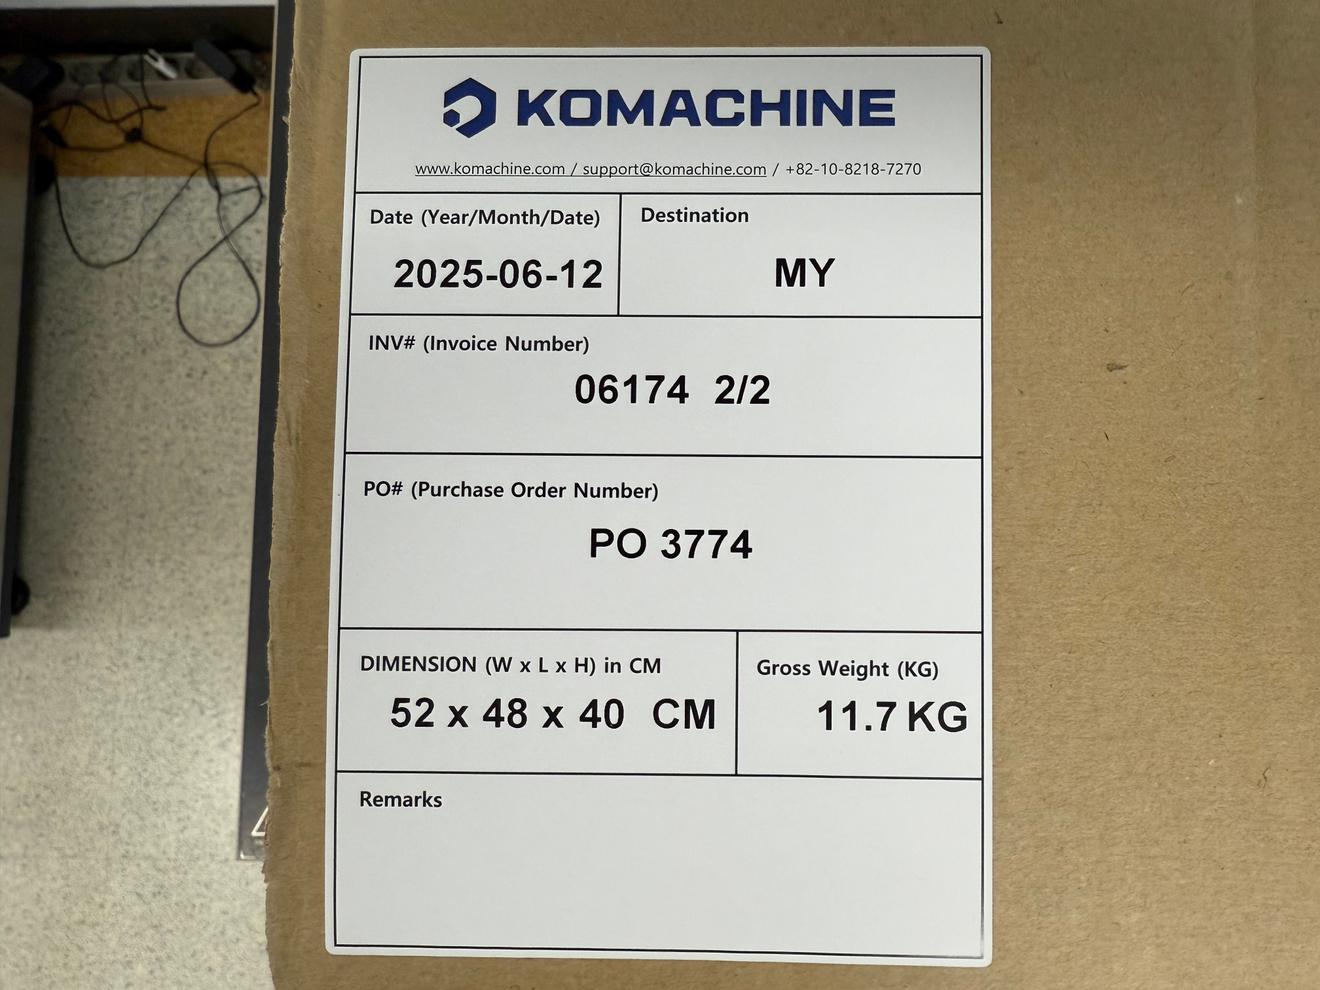 KOMACHINE
www.komachine.com / support@komachine.com / +82-10-8218-7270
Date (Year/Month/Date)
2025-06-12
Destination
MY
INV# (Invoice Number)
06174 2/2
PO# (Purchase Order Number)
PO 3774
DIMENSION (W x L x H) in CM
52 x 48 x 40 CM
Gross Weight (KG)
11.7 KG
Remarks